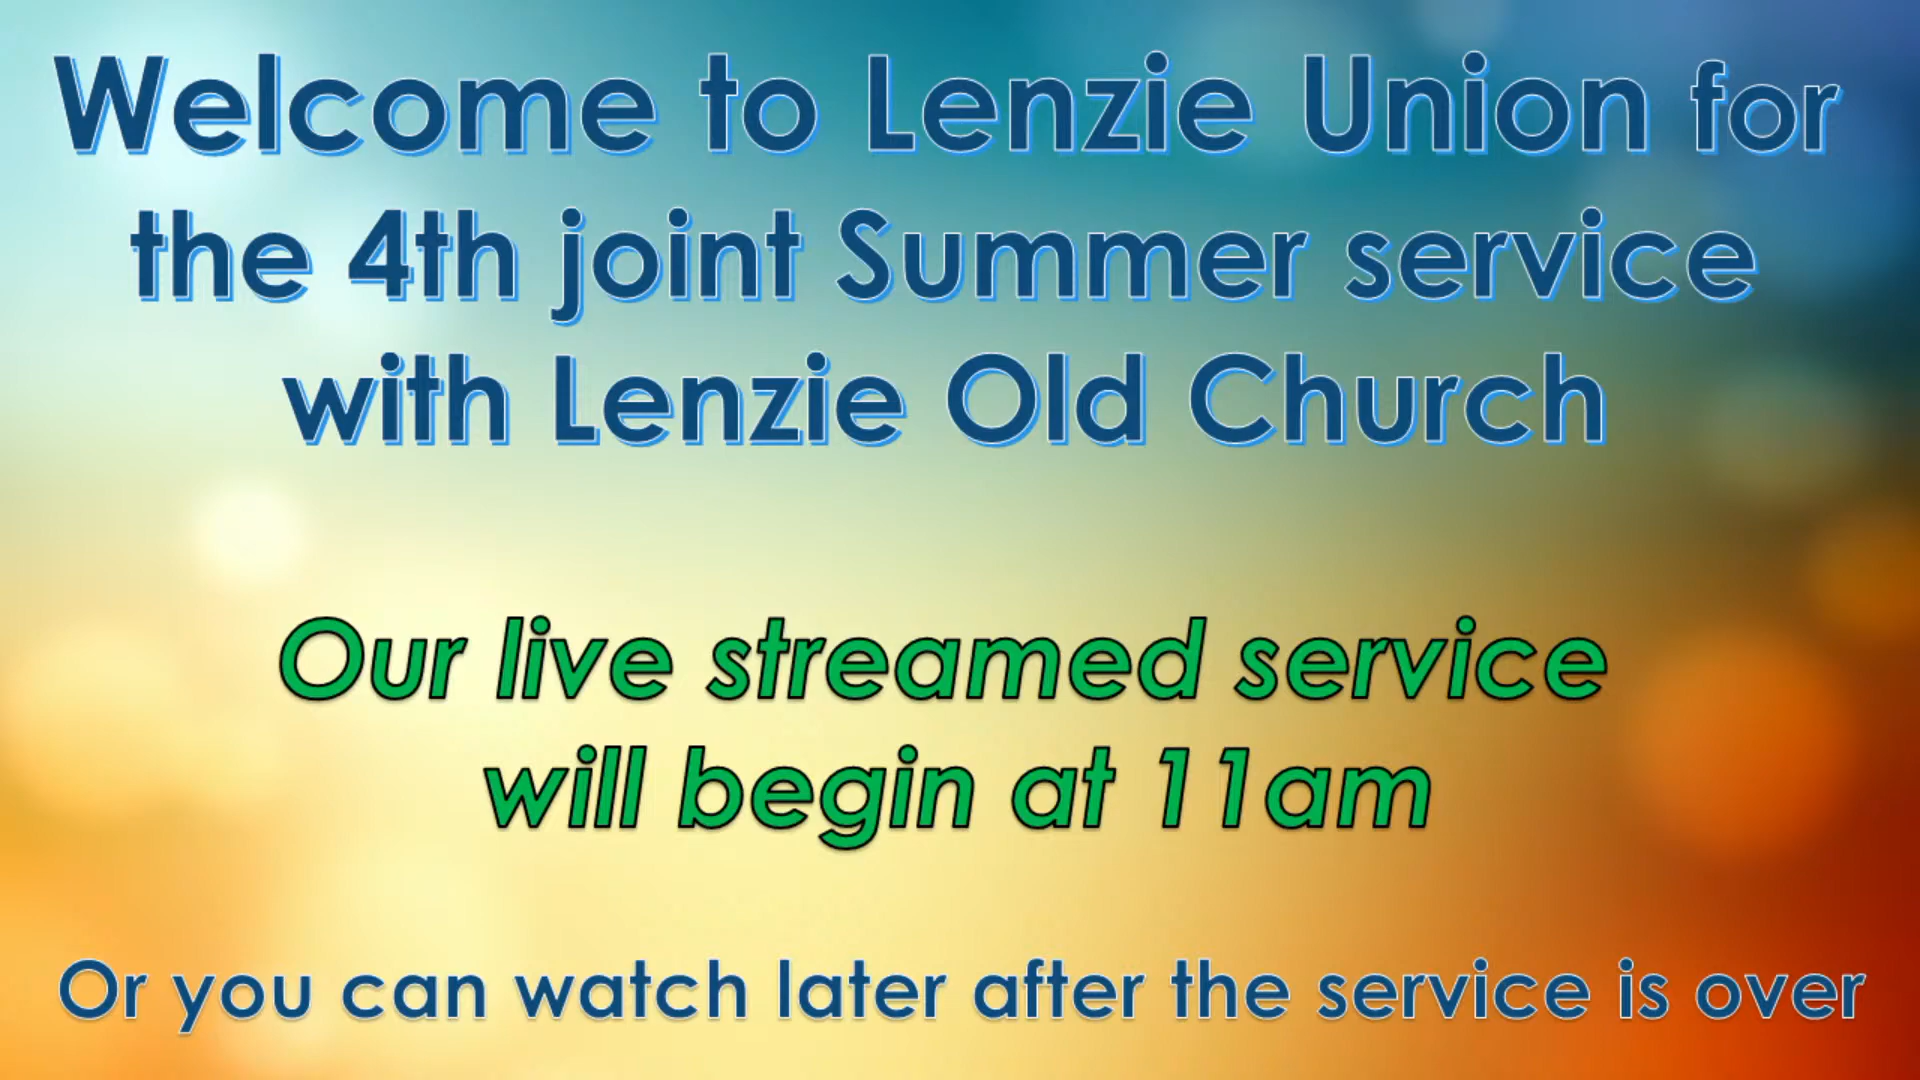 Welcome to Lenzie Union for
the 4th joint Summer service
with Lenzie Old Church
Our live streamed service
will begin at 11am
Or you can watch later after the service is over